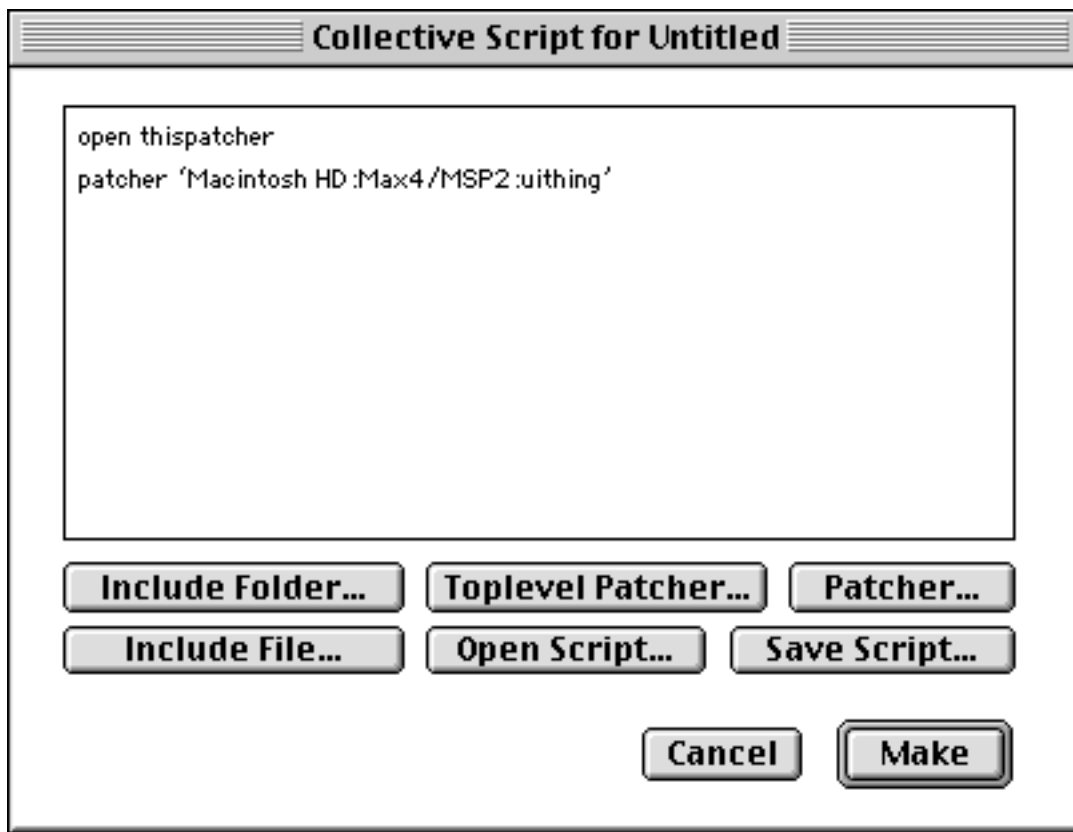 Collective Script for Untitled
open thispatcher
patcher ‘Macintosh HD:Max4/MSP2:uithing’
Include Folder... Toplevel Patcher... Patcher...
Include File... Open Script... Save Script...
Cancel Make